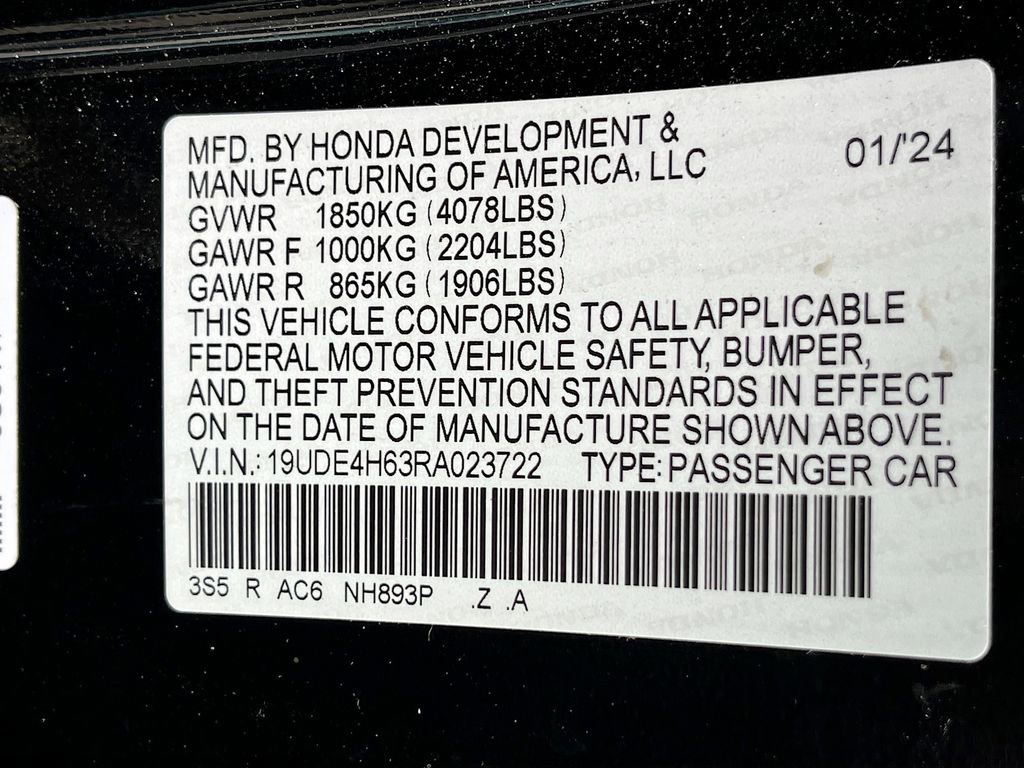 MFD. BY HONDA DEVELOPMENT &
MANUFACTURING OF AMERICA, LLC
01/'24
GVWR 1850KG (4078LBS)
GAWR F 1000KG (2204LBS)
GAWR R 865KG (1906LBS)
THIS VEHICLE CONFORMS TO ALL APPLICABLE
FEDERAL MOTOR VEHICLE SAFETY, BUMPER,
AND THEFT PREVENTION STANDARDS IN EFFECT
ON THE DATE OF MANUFACTURE SHOWN ABOVE.
V.I.N.: 19UDE4H63RA023722 TYPE: PASSENGER CAR
3S5 R AC6 NH893P .Z .A